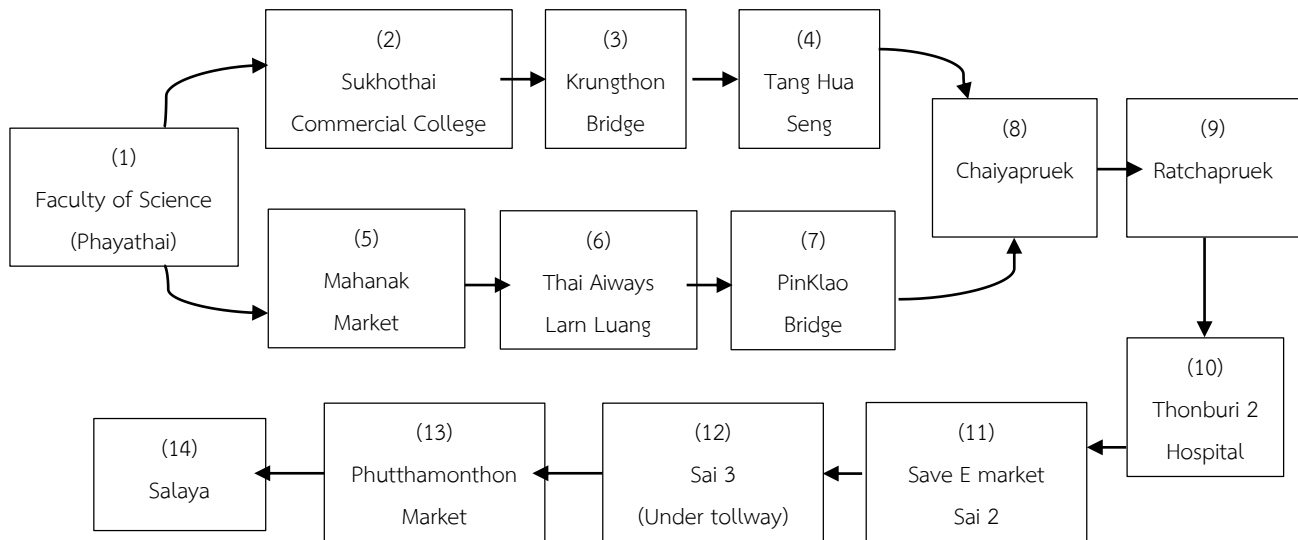 (1)
Faculty of Science
(Phayathai)
(2)
Sukhothai
Commercial College
(3)
Krungthon
Bridge
(4)
Tang Hua
Seng
(5)
Mahanak
Market
(6)
Thai Aiways
Larn Luang
(7)
PinKlao
Bridge
(8)
Chaiyapruek
(9)
Ratchapruek
(10)
Thonburi 2
Hospital
(11)
Save E market
Sai 2
(12)
Sai 3
(Under tollway)
(13)
Phutthamonthon
Market
(14)
Salaya